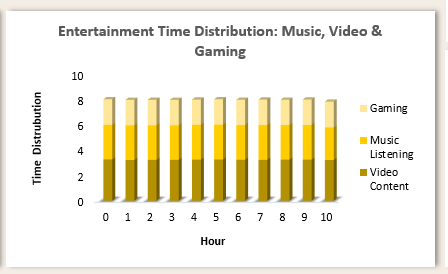 Entertainment Time Distribution: Music, Video &
Gaming
10
8
6
4
2
0
Time Distrubution
0 1 2 3 4 5 6 7 8 9 10
Hour
Gaming
Music
Listening
Video
Content